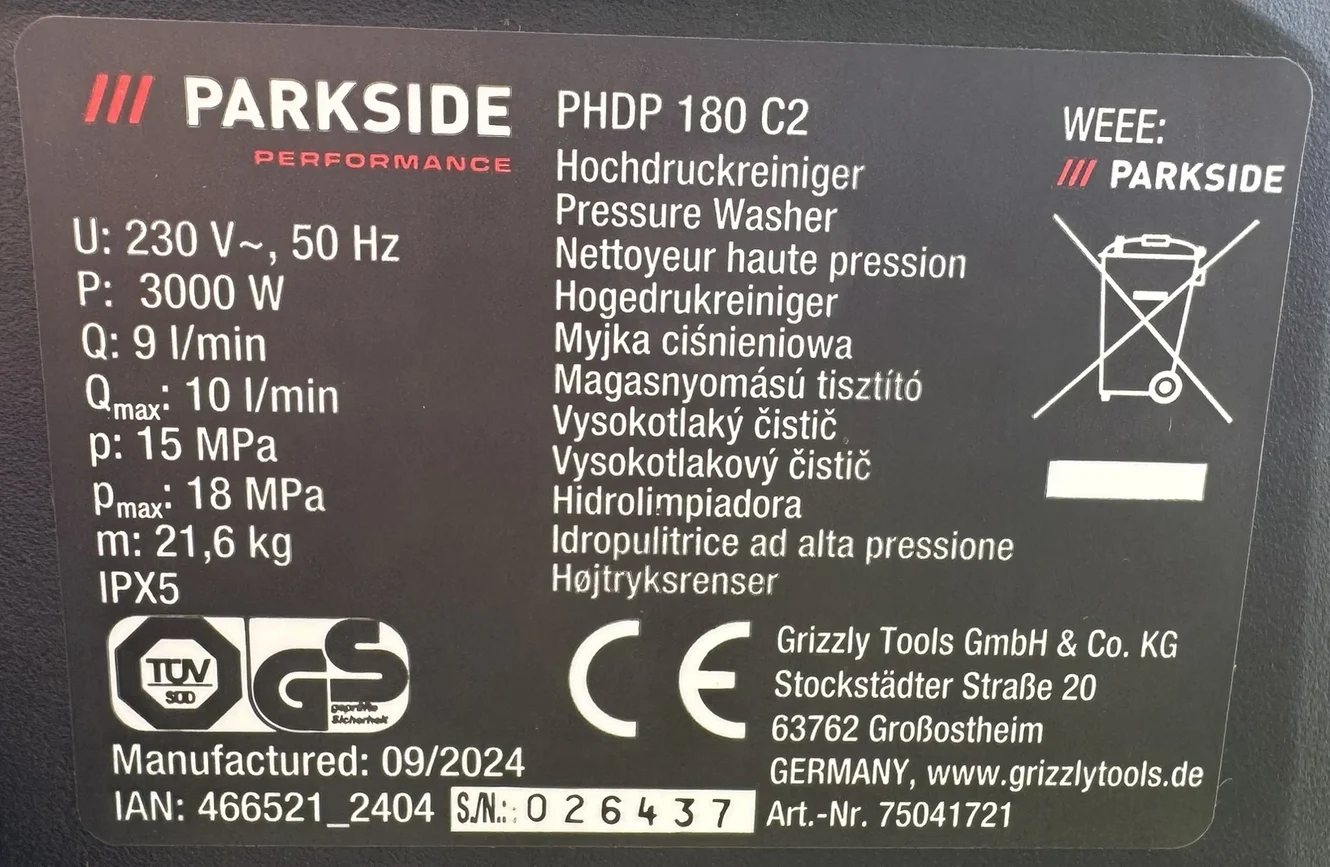 PARKSIDE
PERFORMANCE
U: 230 V~, 50 Hz
P: 3000 W
Q: 9 l/min
Qmax: 10 l/min
p: 15 MPa
pmax: 18 MPa
m: 21,6 kg
IPX5
TÜV
SÜD
GS
geprüfte
Sicherheit
Manufactured: 09/2024
IAN: 466521_2404
S./N.: 026437
PHDP 180 C2
Hochdruckreiniger
Pressure Washer
Nettoyeur haute pression
Hogedrukreiniger
Myjka ciśnieniowa
Magasnyomású tisztító
Vysokotlaký čistič
Vysokotlakový čistič
Hidrolimpiadora
Idropulitrice ad alta pressione
Højtryksrenser
CE
Grizzly Tools GmbH & Co. KG
Stockstädter Straße 20
63762 Großostheim
GERMANY, www.grizzlytools.de
Art.-Nr. 75041721
WEEE:
PARKSIDE